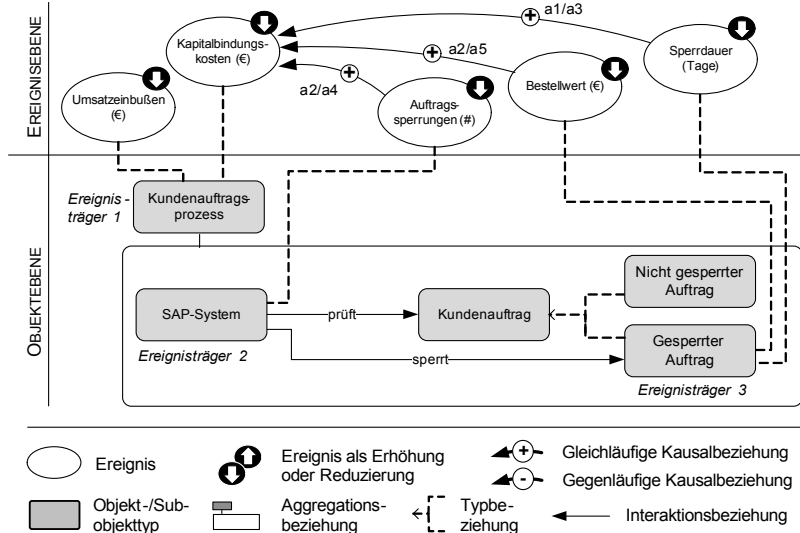 EREIGNISEBENE
a1/a3
Kapitalbindungs-
kosten (€)
a2/a5
Sperrdauer
(Tage)
Umsatzeinbußen
(€)
a2/a4
Auftrags-
sperrungen (#)
Bestellwert (€)
OBJEKTEBENE
Ereignis -
träger 1
Kundenauftrags-
prozess
SAP-System
prüft
Kundenauftrag
Nicht gesperrter
Auftrag
sperrt
Gesperrter
Auftrag
Ereignisträger 2
Ereignisträger 3
Ereignis
Ereignis als Erhöhung
oder Reduzierung
Gleichläufige Kausalbeziehung
Gegenläufige Kausalbeziehung
Objekt-/Sub-
objekttyp
Aggregations-
beziehung
Typbe-
ziehung
Interaktionsbeziehung